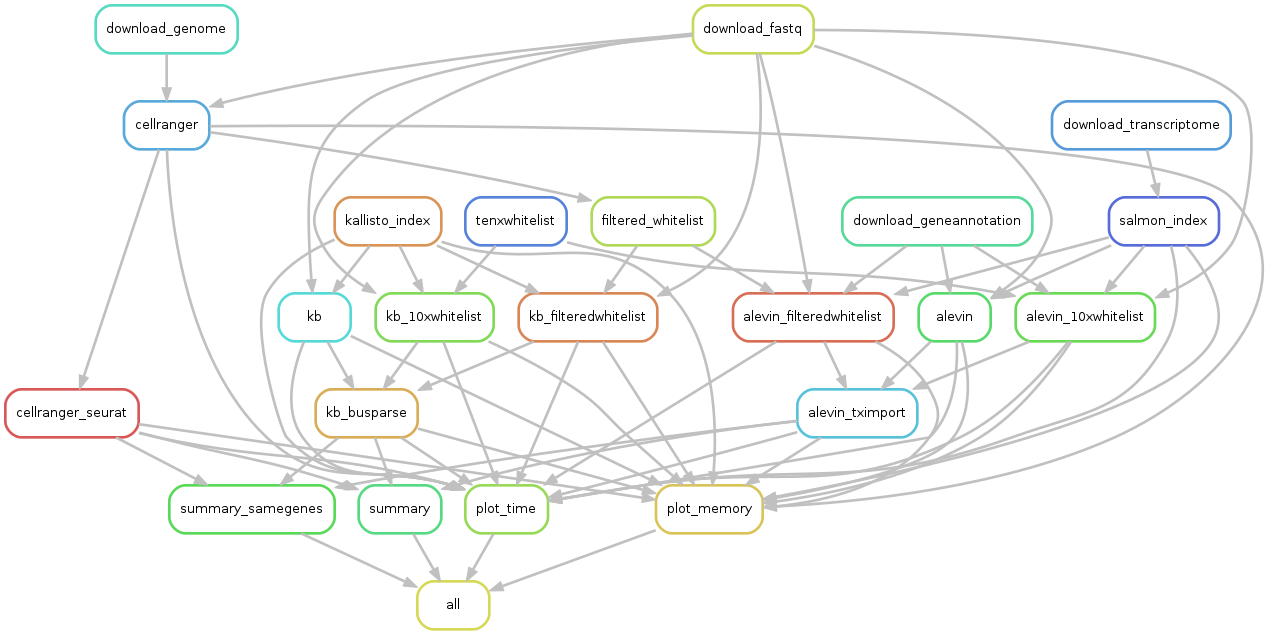 download_genome
download_fastq
cellranger
download_transcriptome
kallisto_index
tenxwhitelist
filtered_whitelist
download_geneannotation
salmon_index
kb
kb_10xwhitelist
kb_filteredwhitelist
alevin_filteredwhitelist
alevin
alevin_10xwhitelist
cellranger_seurat
kb_busparse
alevin_tximport
summary_samegenes
summary
plot_time
plot_memory
all